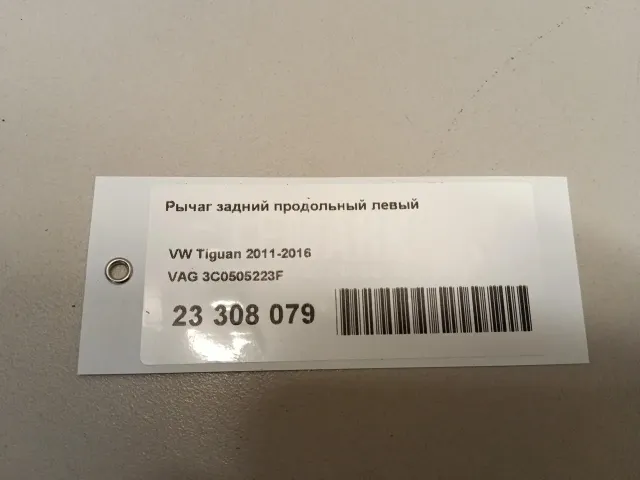 Рычаг задний продольный левый
VW Tiguan 2011-2016
VAG 3C0505223F
23 308 079